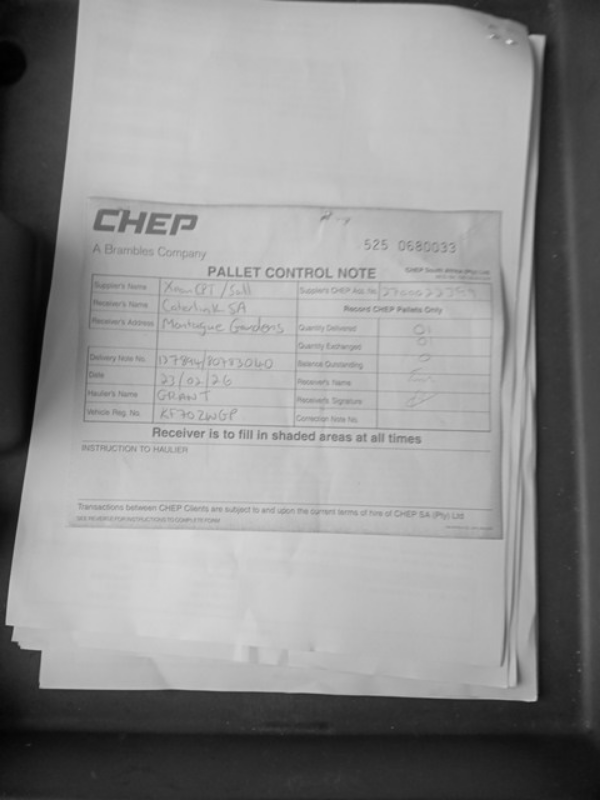 CHEP
A Brambles Company
525 0680033
PALLET CONTROL NOTE
CHEP South Africa (Pty) Ltd
Supplier's Name
Supplier's CHEP Acc. No.
Receiver's Name Caterlink SA
Record CHEP Pallets Only
Receiver's Address Montague Gardens
Quantity Delivered 01
Quantity Exchanged 01
Delivery Note No. 80783040
Balance Outstanding 0
Date 23/02/26
Receiver's Name
Hauler's Name GRANT
Receiver's Signature
Vehicle Reg. No. KF70ZWGP
Correction Note No.
Receiver is to fill in shaded areas at all times
INSTRUCTION TO HAULIER
Transactions between CHEP Clients are subject to and upon the current terms of hire of CHEP SA (Pty) Ltd
SEE REVERSE FOR INSTRUCTIONS TO COMPLETE FORM